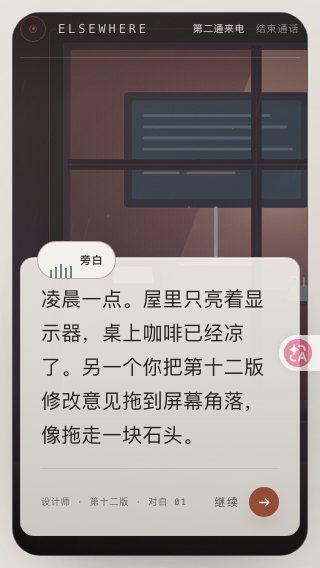 ELSEWHERE
第二通来电 结束通话
旁白
凌晨一点。屋里只亮着显
示器，桌上咖啡已经凉
了。另一个你把第十二版
修改意见拖到屏幕角落，
像拖走一块石头。
设计师 · 第十二版 · 对白 01
继续 →